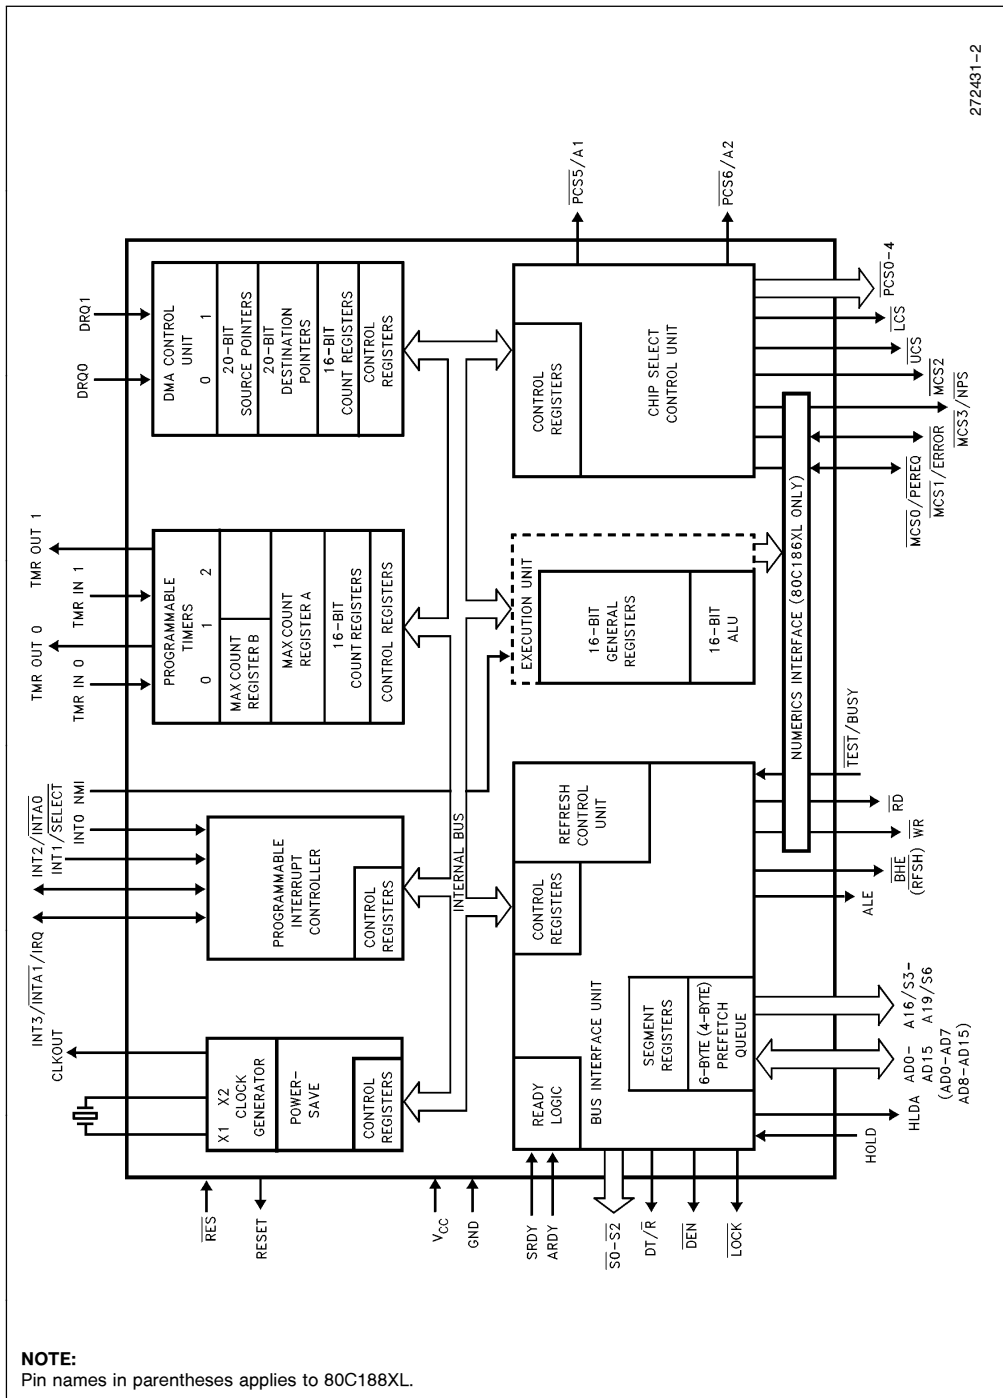 272431-2
INT3/INTA1/IRQ
CLKOUT
INT2/INTA0
INT1/SELECT
INT0
NMI
TMR IN 0
TMR OUT 0
TMR IN 1
TMR OUT 1
DRQ0
DRQ1
X1 X2
CLOCK
GENERATOR
POWER-
SAVE
CONTROL
REGISTERS
PROGRAMMABLE
INTERRUPT
CONTROLLER
CONTROL
REGISTERS
PROGRAMMABLE
TIMERS
0 1 2
MAX COUNT
REGISTER B
MAX COUNT
REGISTER A
16-BIT
COUNT REGISTERS
CONTROL REGISTERS
DMA CONTROL
UNIT
0 1
20-BIT
SOURCE POINTERS
20-BIT
DESTINATION
POINTERS
16-BIT
COUNT REGISTERS
CONTROL
REGISTERS
INTERNAL BUS
RES
RESET
VCC
GND
SRDY
ARDY
S0-S2
DT/R
DEN
LOCK
READY
LOGIC
BUS INTERFACE UNIT
CONTROL
REGISTERS
REFRESH
CONTROL
UNIT
SEGMENT
REGISTERS
6-BYTE (4-BYTE)
PREFETCH
QUEUE
EXECUTION UNIT
16-BIT
GENERAL
REGISTERS
16-BIT
ALU
CONTROL
REGISTERS
CHIP SELECT
CONTROL UNIT
PCS5/A1
PCS6/A2
NUMERICS INTERFACE (80C186XL ONLY)
HOLD
HLDA
AD0-
AD15
(AD0-AD7
AD8-AD15)
A16/S3-
A19/S6
ALE
BHE
(RFSH)
WR
RD
TEST/BUSY
MCS0/PEREQ
MCS1/ERROR
MCS3/NPS
MCS2
UCS
LCS
PCS0-4
NOTE:
Pin names in parentheses applies to 80C188XL.